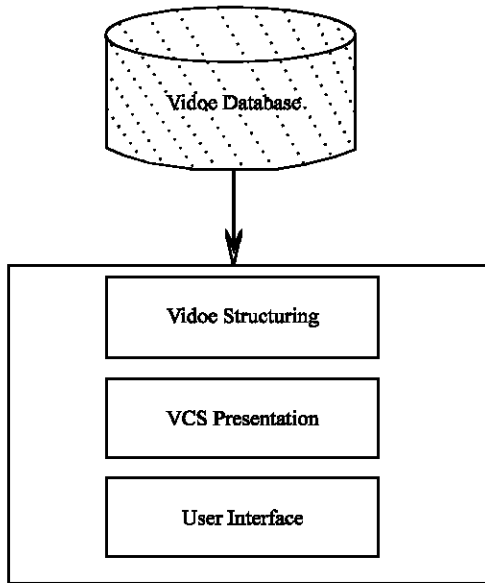 Vidoe Database
Vidoe Structuring
VCS Presentation
User Interface